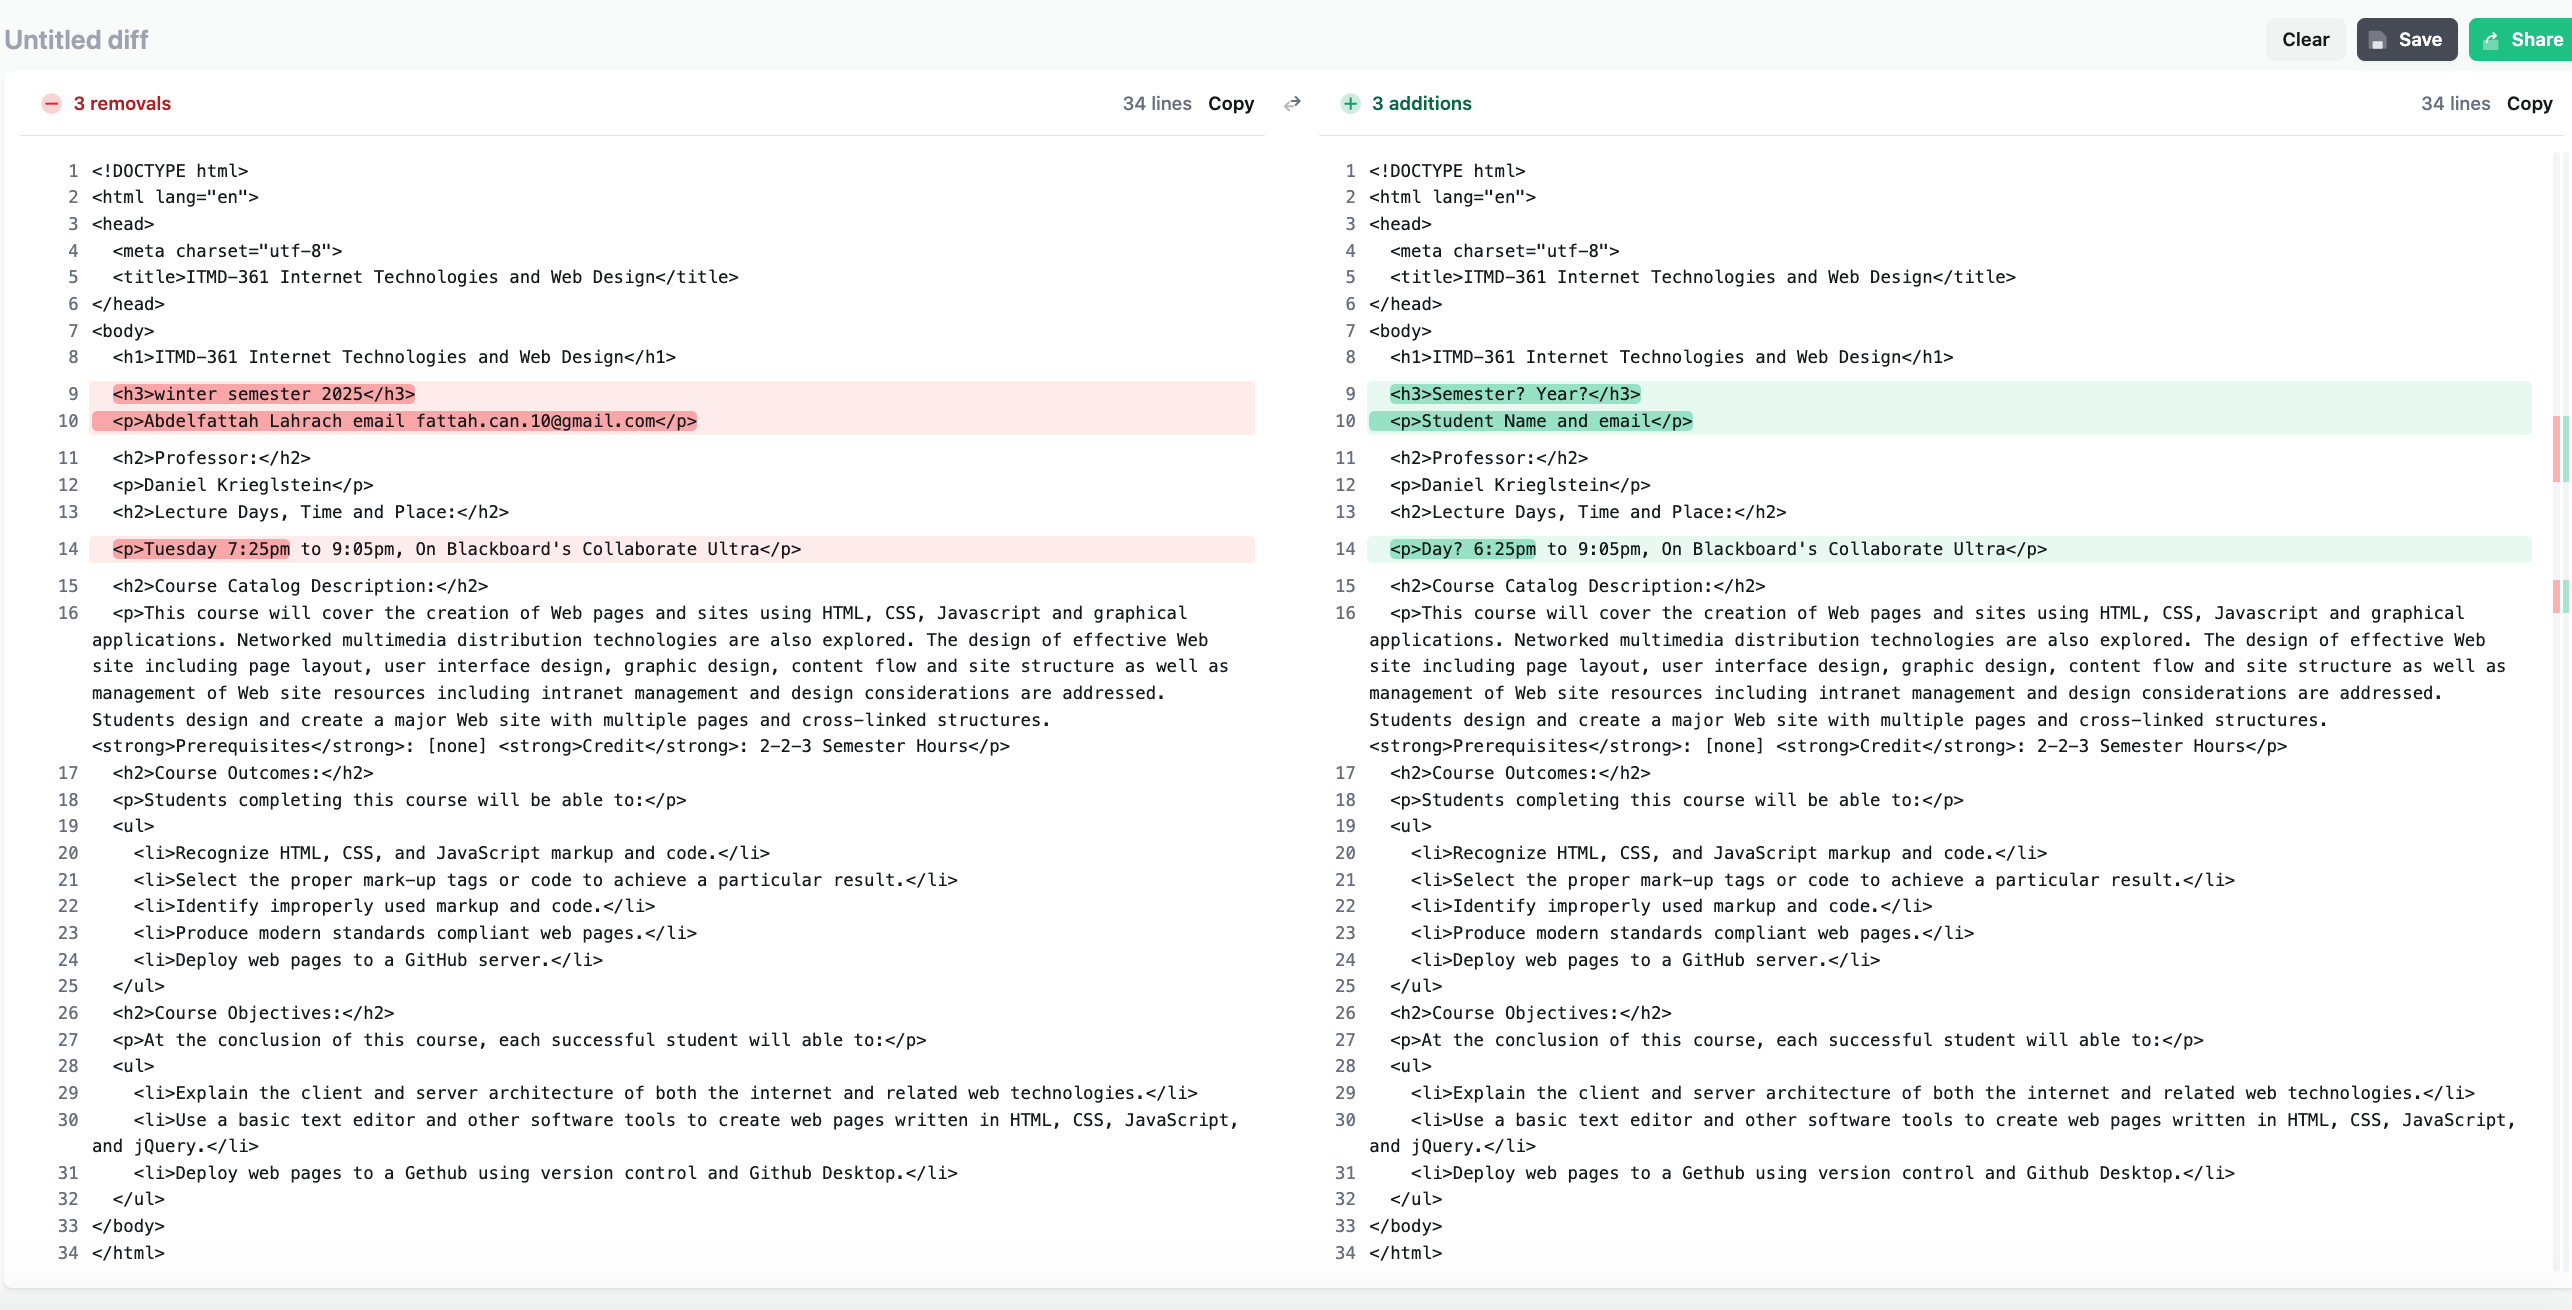 Untitled diff
Clear
Save
Share
3 removals
34 lines
Copy
1 <!DOCTYPE html>
2 <html lang="en">
3 <head>
4   <meta charset="utf-8">
5   <title>ITMD-361 Internet Technologies and Web Design</title>
6 </head>
7 <body>
8   <h1>ITMD-361 Internet Technologies and Web Design</h1>
9   <h3>winter semester 2025</h3>
10   <p>Abdelfattah Lahrach email fattah.can.10@gmail.com</p>
11   <h2>Professor:</h2>
12   <p>Daniel Krieglstein</p>
13   <h2>Lecture Days, Time and Place:</h2>
14   <p>Tuesday 7:25pm to 9:05pm, On Blackboard's Collaborate Ultra</p>
15   <h2>Course Catalog Description:</h2>
16   <p>This course will cover the creation of Web pages and sites using HTML, CSS, Javascript and graphical
applications. Networked multimedia distribution technologies are also explored. The design of effective Web
site including page layout, user interface design, graphic design, content flow and site structure as well as
management of Web site resources including intranet management and design considerations are addressed.
Students design and create a major Web site with multiple pages and cross-linked structures.
<strong>Prerequisites</strong>: [none] <strong>Credit</strong>: 2-2-3 Semester Hours</p>
17   <h2>Course Outcomes:</h2>
18   <p>Students completing this course will be able to:</p>
19   <ul>
20     <li>Recognize HTML, CSS, and JavaScript markup and code.</li>
21     <li>Select the proper mark-up tags or code to achieve a particular result.</li>
22     <li>Identify improperly used markup and code.</li>
23     <li>Produce modern standards compliant web pages.</li>
24     <li>Deploy web pages to a GitHub server.</li>
25   </ul>
26   <h2>Course Objectives:</h2>
27   <p>At the conclusion of this course, each successful student will able to:</p>
28   <ul>
29     <li>Explain the client and server architecture of both the internet and related web technologies.</li>
30     <li>Use a basic text editor and other software tools to create web pages written in HTML, CSS, JavaScript,
and jQuery.</li>
31     <li>Deploy web pages to a Gethub using version control and Github Desktop.</li>
32   </ul>
33 </body>
34 </html>
3 additions
34 lines
Copy
1 <!DOCTYPE html>
2 <html lang="en">
3 <head>
4   <meta charset="utf-8">
5   <title>ITMD-361 Internet Technologies and Web Design</title>
6 </head>
7 <body>
8   <h1>ITMD-361 Internet Technologies and Web Design</h1>
9   <h3>Semester? Year?</h3>
10   <p>Student Name and email</p>
11   <h2>Professor:</h2>
12   <p>Daniel Krieglstein</p>
13   <h2>Lecture Days, Time and Place:</h2>
14   <p>Day? 6:25pm to 9:05pm, On Blackboard's Collaborate Ultra</p>
15   <h2>Course Catalog Description:</h2>
16   <p>This course will cover the creation of Web pages and sites using HTML, CSS, Javascript and graphical
applications. Networked multimedia distribution technologies are also explored. The design of effective Web
site including page layout, user interface design, graphic design, content flow and site structure as well as
management of Web site resources including intranet management and design considerations are addressed.
Students design and create a major Web site with multiple pages and cross-linked structures.
<strong>Prerequisites</strong>: [none] <strong>Credit</strong>: 2-2-3 Semester Hours</p>
17   <h2>Course Outcomes:</h2>
18   <p>Students completing this course will be able to:</p>
19   <ul>
20     <li>Recognize HTML, CSS, and JavaScript markup and code.</li>
21     <li>Select the proper mark-up tags or code to achieve a particular result.</li>
22     <li>Identify improperly used markup and code.</li>
23     <li>Produce modern standards compliant web pages.</li>
24     <li>Deploy web pages to a GitHub server.</li>
25   </ul>
26   <h2>Course Objectives:</h2>
27   <p>At the conclusion of this course, each successful student will able to:</p>
28   <ul>
29     <li>Explain the client and server architecture of both the internet and related web technologies.</li>
30     <li>Use a basic text editor and other software tools to create web pages written in HTML, CSS, JavaScript,
and jQuery.</li>
31     <li>Deploy web pages to a Gethub using version control and Github Desktop.</li>
32   </ul>
33 </body>
34 </html>